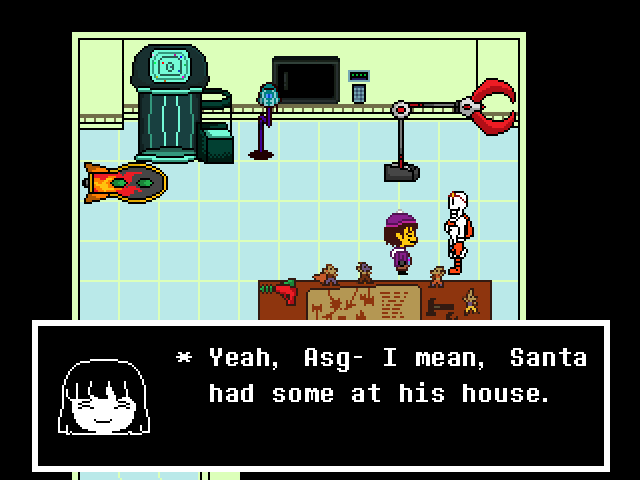 * Yeah, Asg- I mean, Santa
had some at his house.